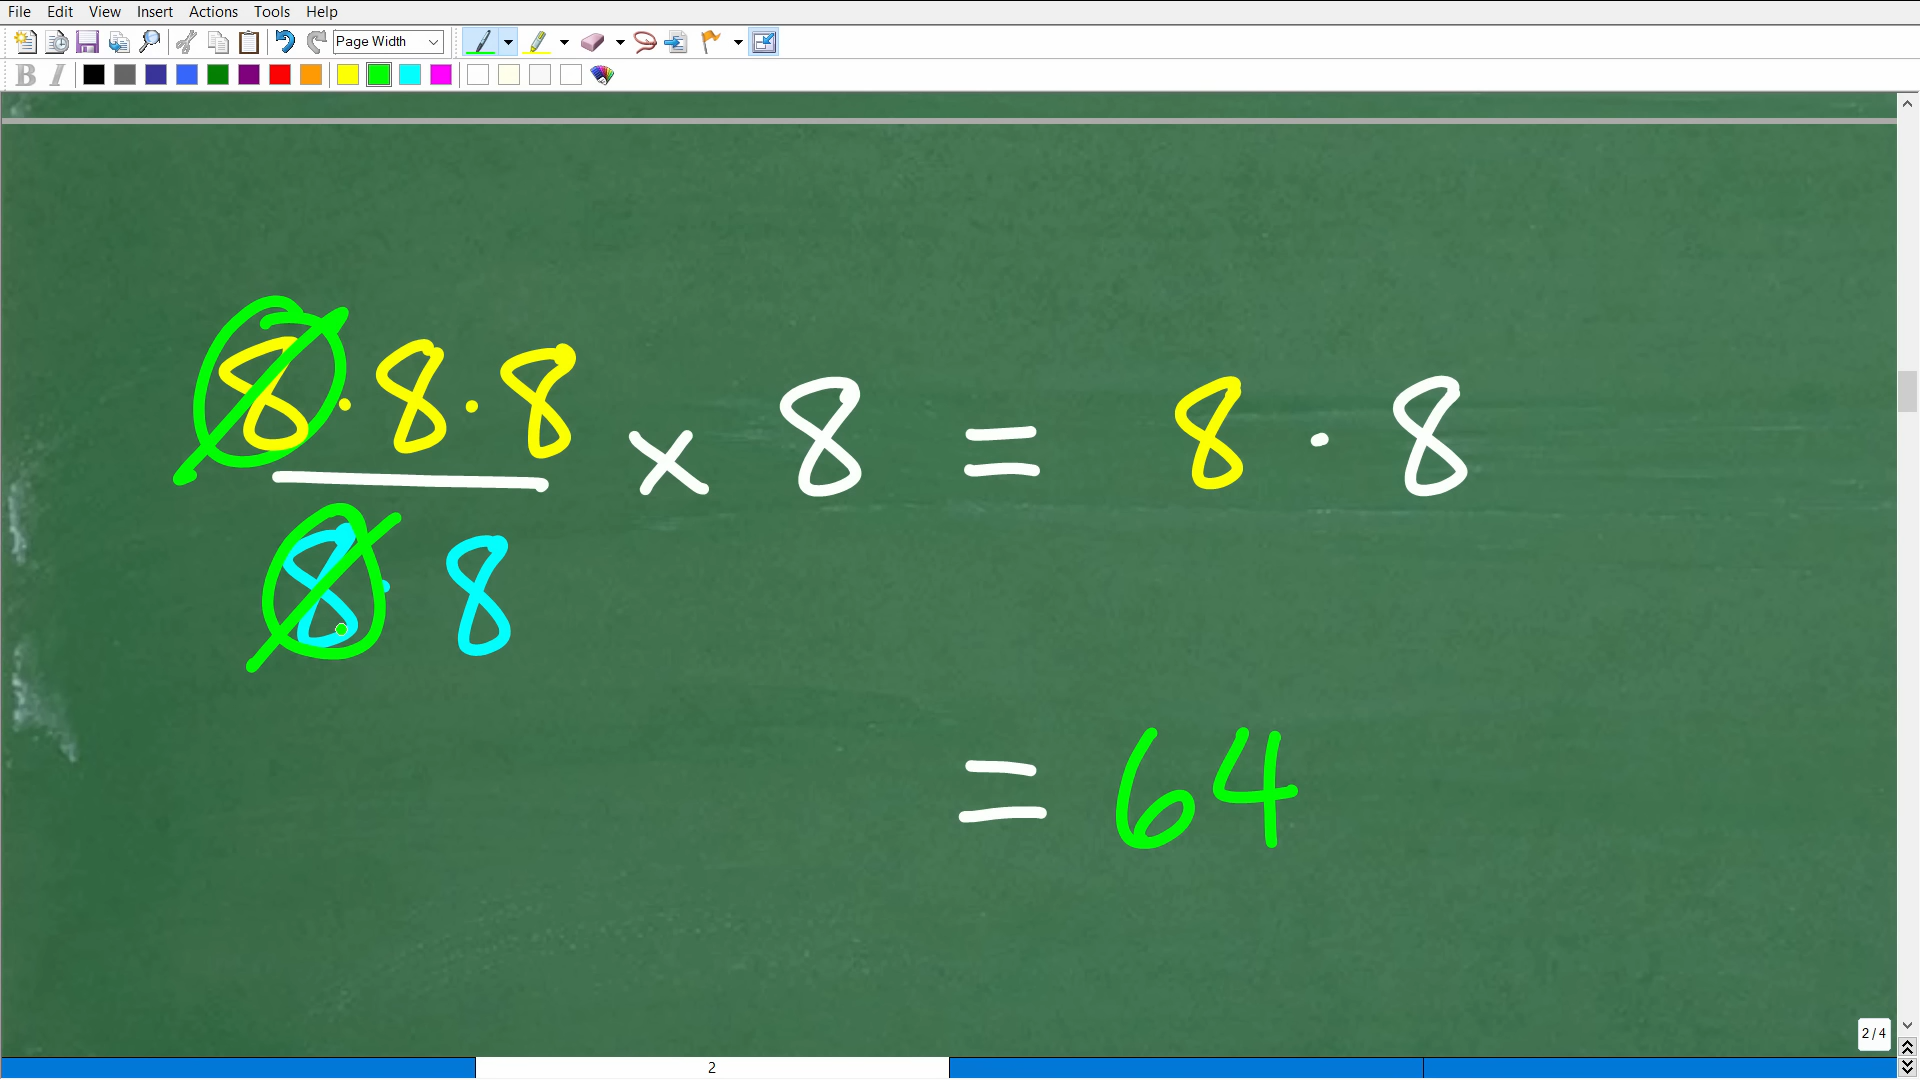 File Edit View Insert Actions Tools Help
Page Width
B I
8 · 8 · 8
8 · 8
× 8 = 8 · 8
= 64
2 / 4
2